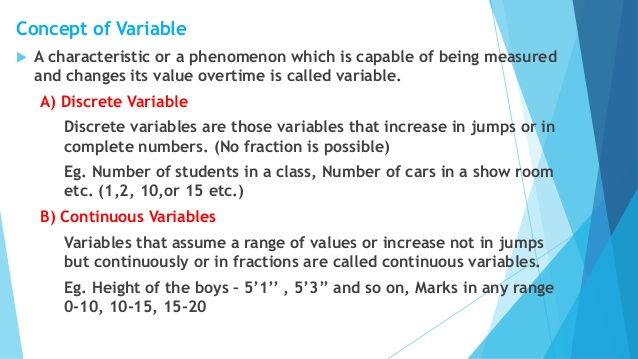 Concept of Variable
A characteristic or a phenomenon which is capable of being measured
and changes its value overtime is called variable.
A) Discrete Variable
Discrete variables are those variables that increase in jumps or in
complete numbers. (No fraction is possible)
Eg. Number of students in a class, Number of cars in a show room
etc. (1,2, 10,or 15 etc.)
B) Continuous Variables
Variables that assume a range of values or increase not in jumps
but continuously or in fractions are called continuous variables.
Eg. Height of the boys – 5’1’’ , 5’3” and so on, Marks in any range
0-10, 10-15, 15-20